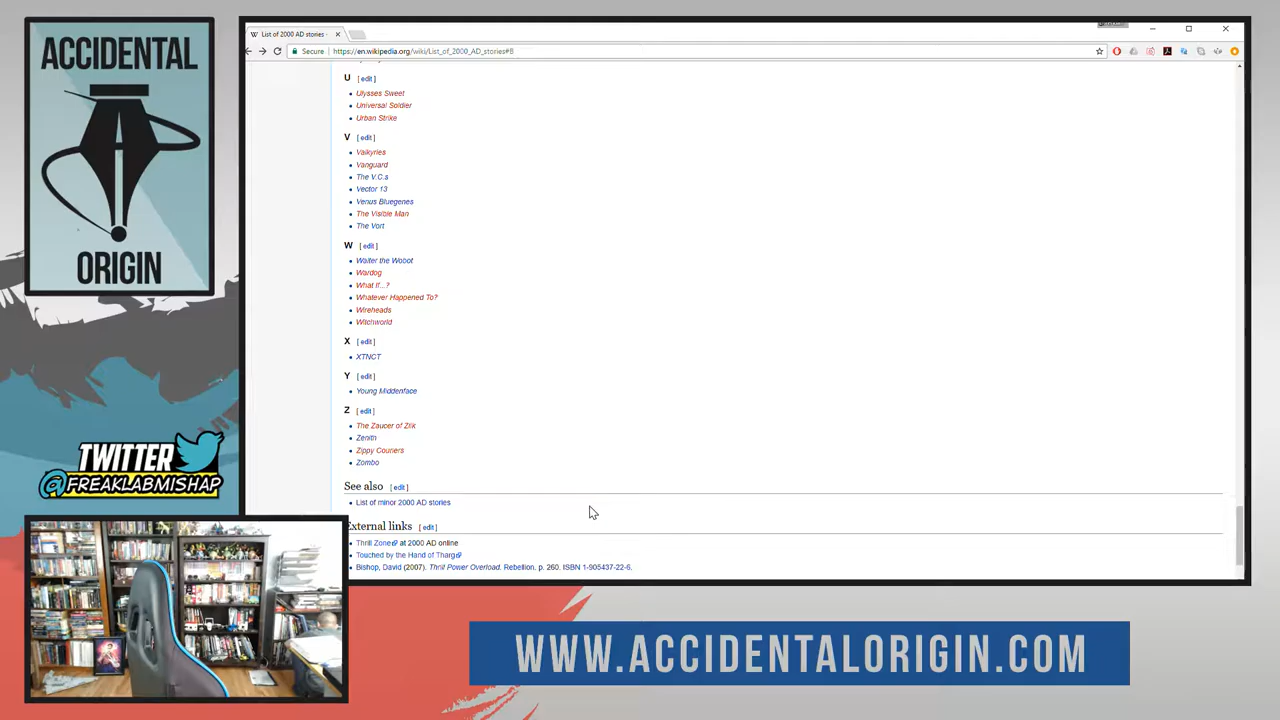 ACCIDENTAL
ORIGIN
List of 2000 AD stories -
Secure
https://en.wikipedia.org/wiki/List_of_2000_AD_stories#8
U [ edit ]
Ulysses Sweet
Universal Soldier
Urban Strike
V [ edit ]
Valkyries
Vanguard
The V.C.s
Vector 13
Venus Bluegenes
The Visible Man
The Vort
W [ edit ]
Walter the Wobot
Wardog
What If...?
Whatever Happened To?
Wireheads
Witchworld
X [ edit ]
XTNCT
Y [ edit ]
Young Middenface
Z [ edit ]
The Zaucer of Zilk
Zenith
Zippy Couriers
Zombo
See also [ edit ]
List of minor 2000 AD stories
External links [ edit ]
Thrill Zone at 2000 AD online
Touched by the Hand of Tharg
Bishop, David (2007). Thrill Power Overload. Rebellion. p. 260. ISBN 1-905437-22-6.
TWITTER
@FREAKLABMISHAP
WWW.ACCIDENTALORIGIN.COM